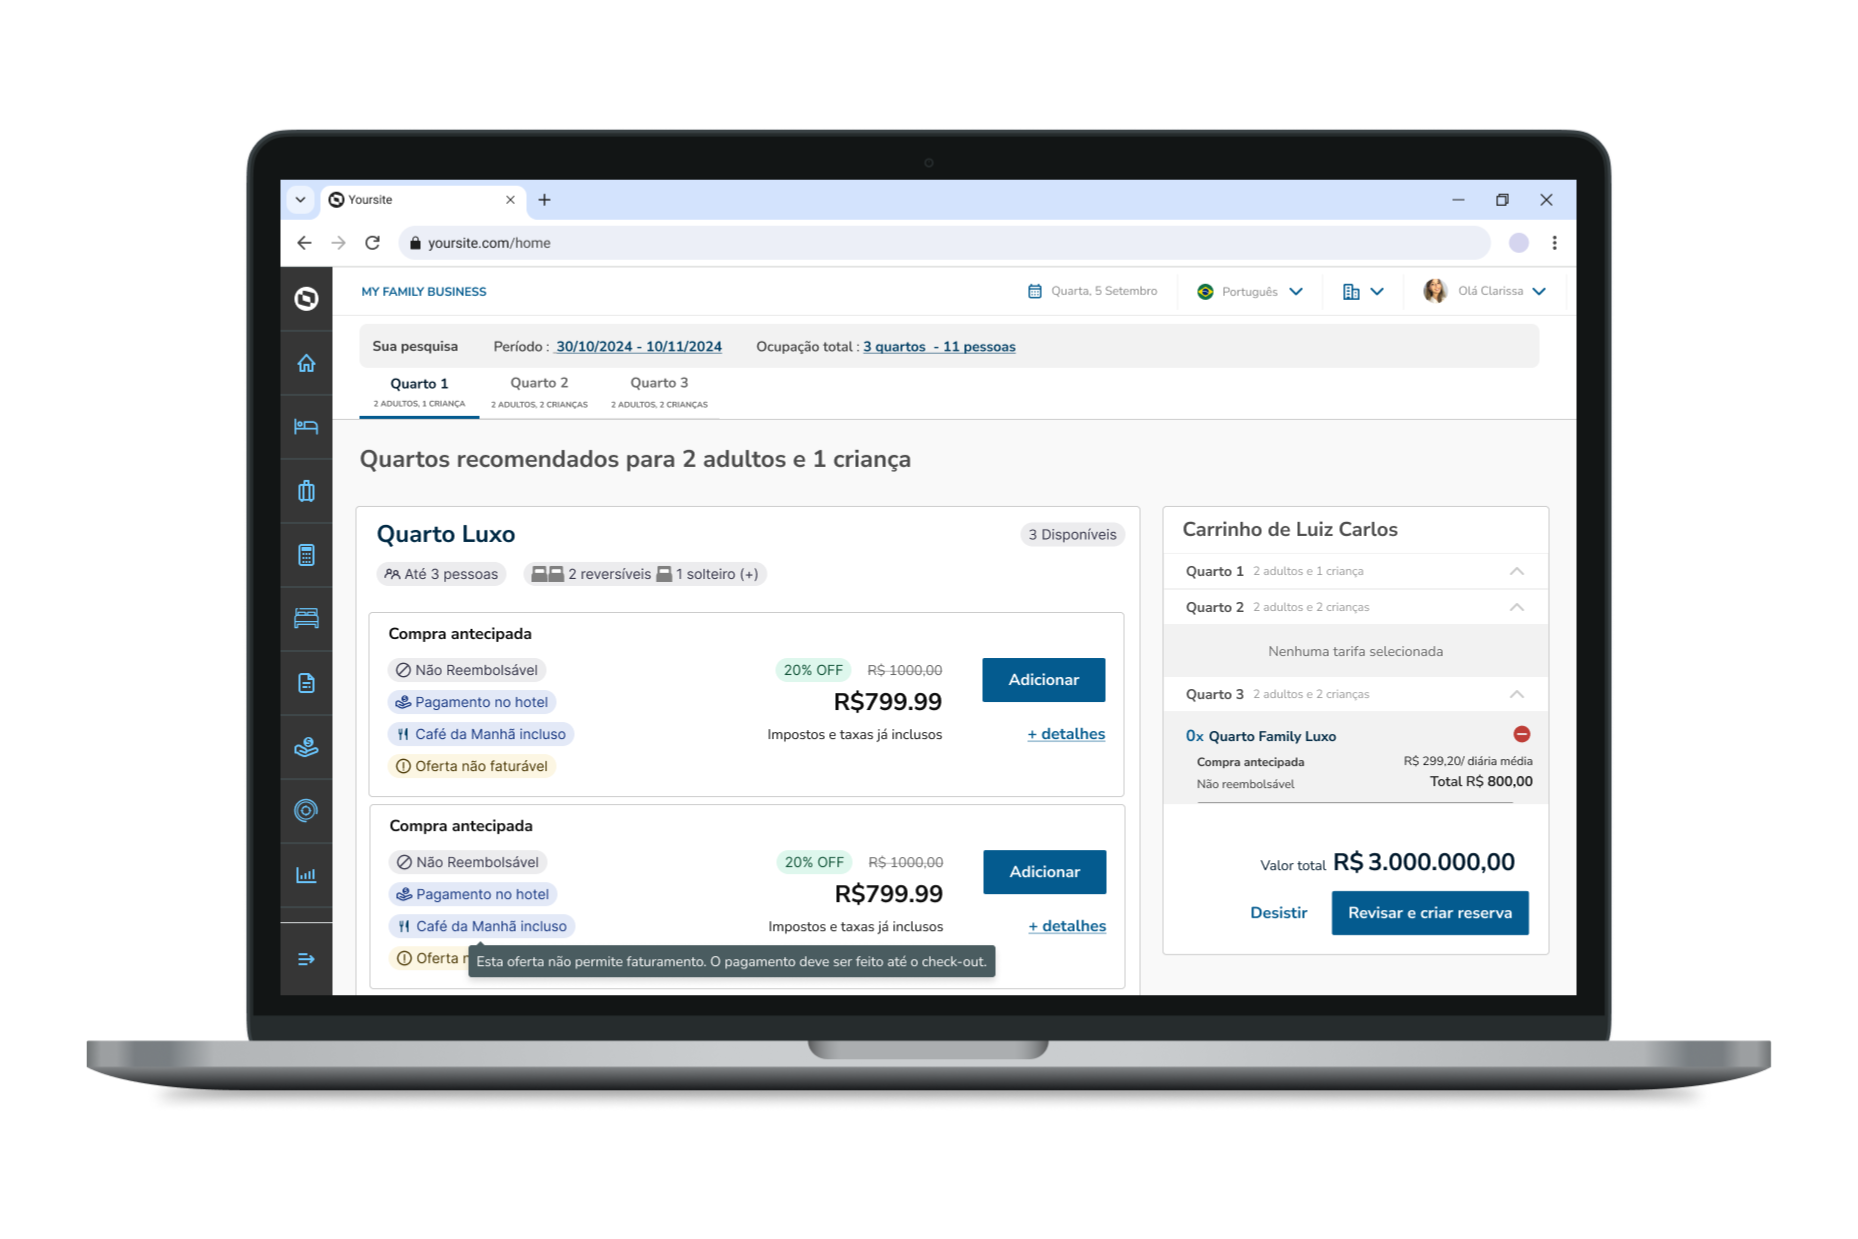 Yoursite
yoursite.com/home
MY FAMILY BUSINESS
Quarta, 5 Setembro
Português
Olá Clarissa
Sua pesquisa Período : 30/10/2024 - 10/11/2024 Ocupação total : 3 quartos - 11 pessoas
Quarto 1 Quarto 2 Quarto 3
2 ADULTOS, 1 CRIANÇA 2 ADULTOS, 2 CRIANÇAS 2 ADULTOS, 2 CRIANÇAS
Quartos recomendados para 2 adultos e 1 criança
Quarto Luxo
3 Disponíveis
Até 3 pessoas
2 reversíveis 1 solteiro (+)
Compra antecipada
Não Reembolsável
Pagamento no hotel
Café da Manhã incluso
Oferta não faturável
20% OFF R$ 1000,00
R$799.99
Impostos e taxas já inclusos
Adicionar
+ detalhes
Compra antecipada
Não Reembolsável
Pagamento no hotel
Café da Manhã incluso
Oferta
20% OFF R$ 1000,00
R$799.99
Impostos e taxas já inclusos
Adicionar
+ detalhes
Esta oferta não permite faturamento. O pagamento deve ser feito até o check-out.
Carrinho de Luiz Carlos
Quarto 1 2 adultos e 1 criança
Quarto 2 2 adultos e 2 crianças
Nenhuma tarifa selecionada
Quarto 3 2 adultos e 2 crianças
0x Quarto Family Luxo
Compra antecipada R$ 299,20/ diária média
Não reembolsável Total R$ 800,00
Valor total R$ 3.000.000,00
Desistir
Revisar e criar reserva